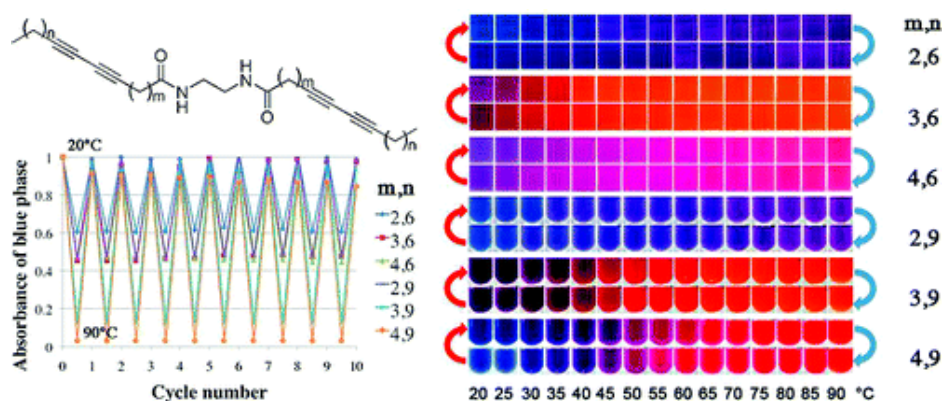 n
m
O
N
H
H
N
O
m
n
Absorbance of blue phase
1
0.8
0.6
0.4
0.2
0
20°C
90°C
0 1 2 3 4 5 6 7 8 9 10
Cycle number
m,n
2.6
3.6
4.6
2.9
3.9
4.9
m,n
2,6
3,6
4,6
2,9
3,9
4,9
20 25 30 35 40 45 50 55 60 65 70 75 80 85 90 °C